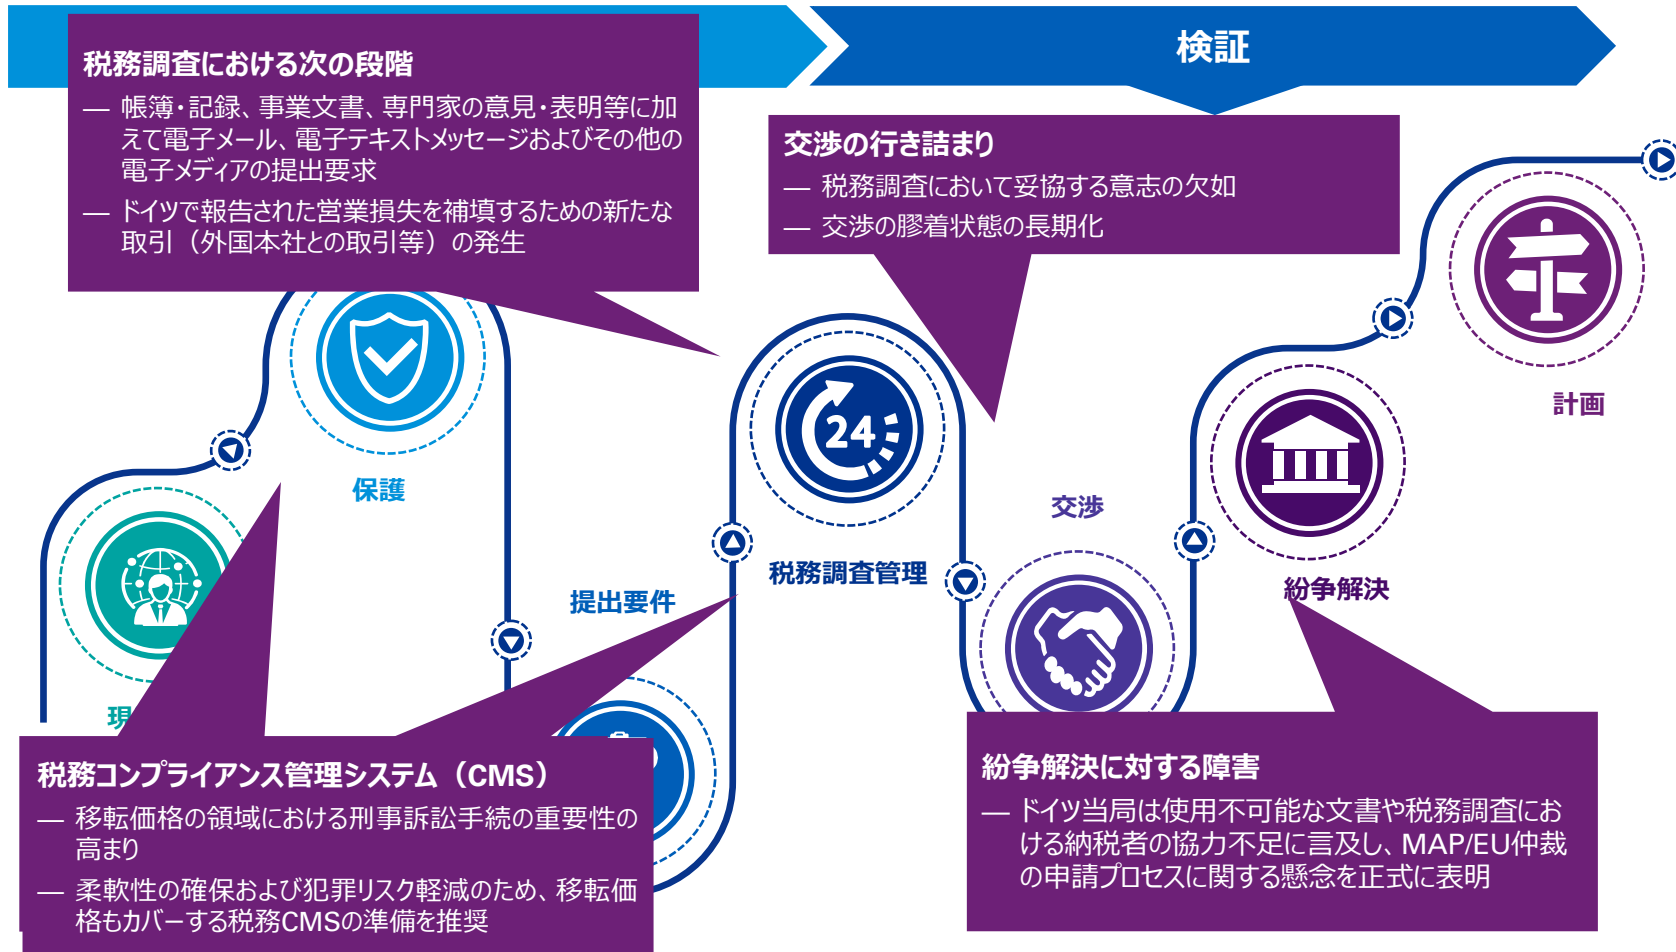 検証
税務調査における次の段階
— 帳簿・記録、事業文書、専門家の意見・表明等に加
えて電子メール、電子テキストメッセージおよびその他の
電子メディアの提出要求
— ドイツで報告された営業損失を補填するための新たな
取引（外国本社との取引等）の発生
交渉の行き詰まり
— 税務調査において妥協する意志の欠如
— 交渉の膠着状態の長期化
計画
24
保護
交渉
税務調査管理
紛争解決
提出要件
現
税務コンプライアンス管理システム（CMS）
— 移転価格の領域における刑事訴訟手続の重要性の
高まり
— 柔軟性の確保および犯罪リスク軽減のため、移転価
格もカバーする税務CMSの準備を推奨
紛争解決に対する障害
— ドイツ当局は使用不可能な文書や税務調査にお
ける納税者の協力不足に言及し、MAP/EU仲裁
の申請プロセスに関する懸念を正式に表明